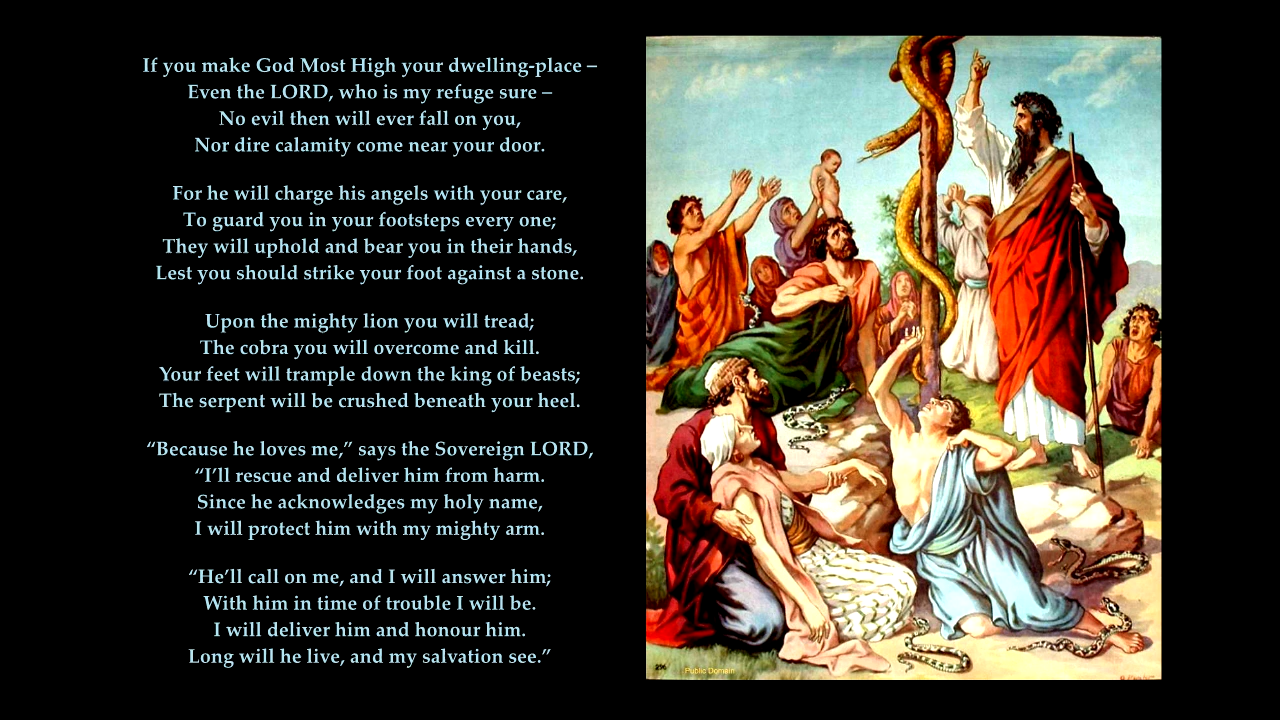 If you make God Most High your dwelling-place –
Even the LORD, who is my refuge sure –
No evil then will ever fall on you,
Nor dire calamity come near your door.
For he will charge his angels with your care,
To guard you in your footsteps every one;
They will uphold and bear you in their hands,
Lest you should strike your foot against a stone.
Upon the mighty lion you will tread;
The cobra you will overcome and kill.
Your feet will trample down the king of beasts;
The serpent will be crushed beneath your heel.
“Because he loves me,” says the Sovereign LORD,
“I’ll rescue and deliver him from harm.
Since he acknowledges my holy name,
I will protect him with my mighty arm.
“He’ll call on me, and I will answer him;
With him in time of trouble I will be.
I will deliver him and honour him.
Long will he live, and my salvation see.”
Public Domain